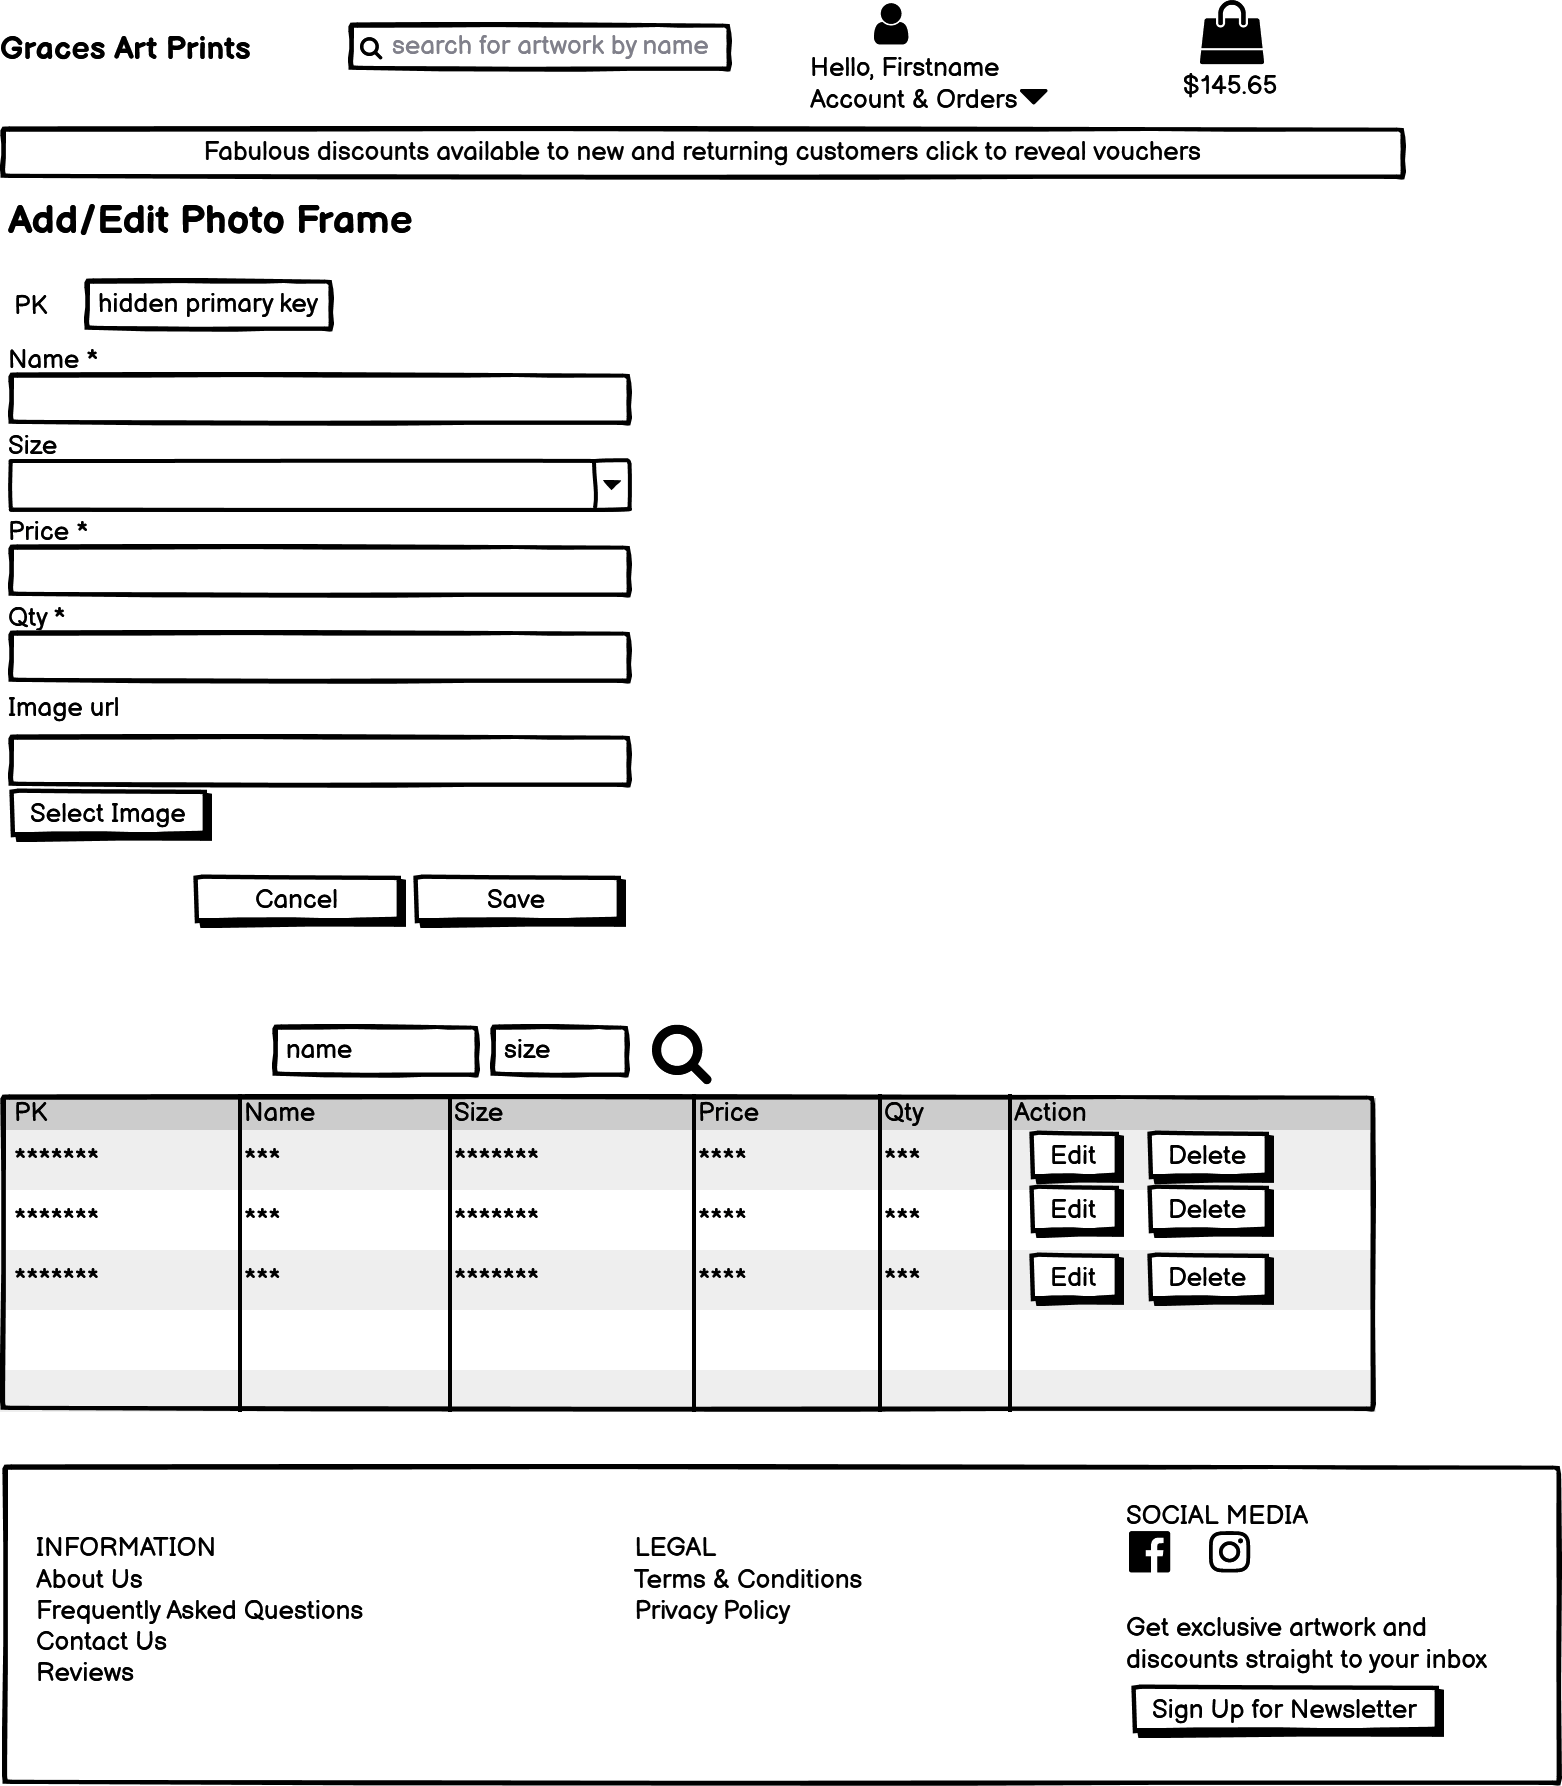 Graces Art Prints
search for artwork by name
Hello, Firstname
Account & Orders
$145.65
Fabulous discounts available to new and returning customers click to reveal vouchers
Add/Edit Photo Frame
PK hidden primary key
Name *
Size
Price *
Qty *
Image url
Select Image
Cancel Save
name size
PK Name Size Price Qty Action
******* *** ******* **** *** Edit Delete
******* *** ******* **** *** Edit Delete
******* *** ******* **** *** Edit Delete
INFORMATION
About Us
Frequently Asked Questions
Contact Us
Reviews
LEGAL
Terms & Conditions
Privacy Policy
SOCIAL MEDIA
Get exclusive artwork and
discounts straight to your inbox
Sign Up for Newsletter